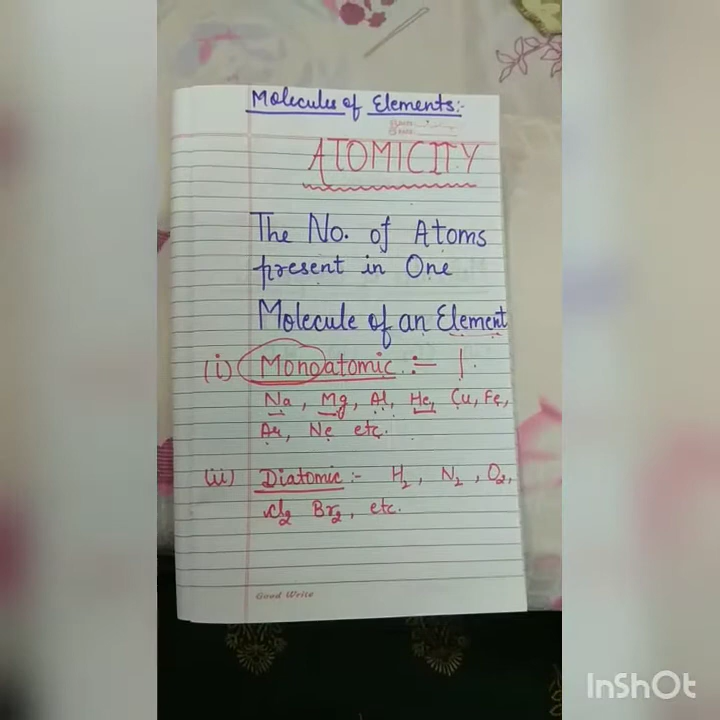 Molecules of Elements:-
ATOMICITY
The No. of Atoms
present in One
Molecule of an Element
(i) Monoatomic :- 1.
Na, Mg, Al, He, Cu, Fe,
Ar, Ne etc.
(ii) Diatomic :- H₂, N₂, O₂,
Cl₂ Br₂, etc.
Good Write
InShOt